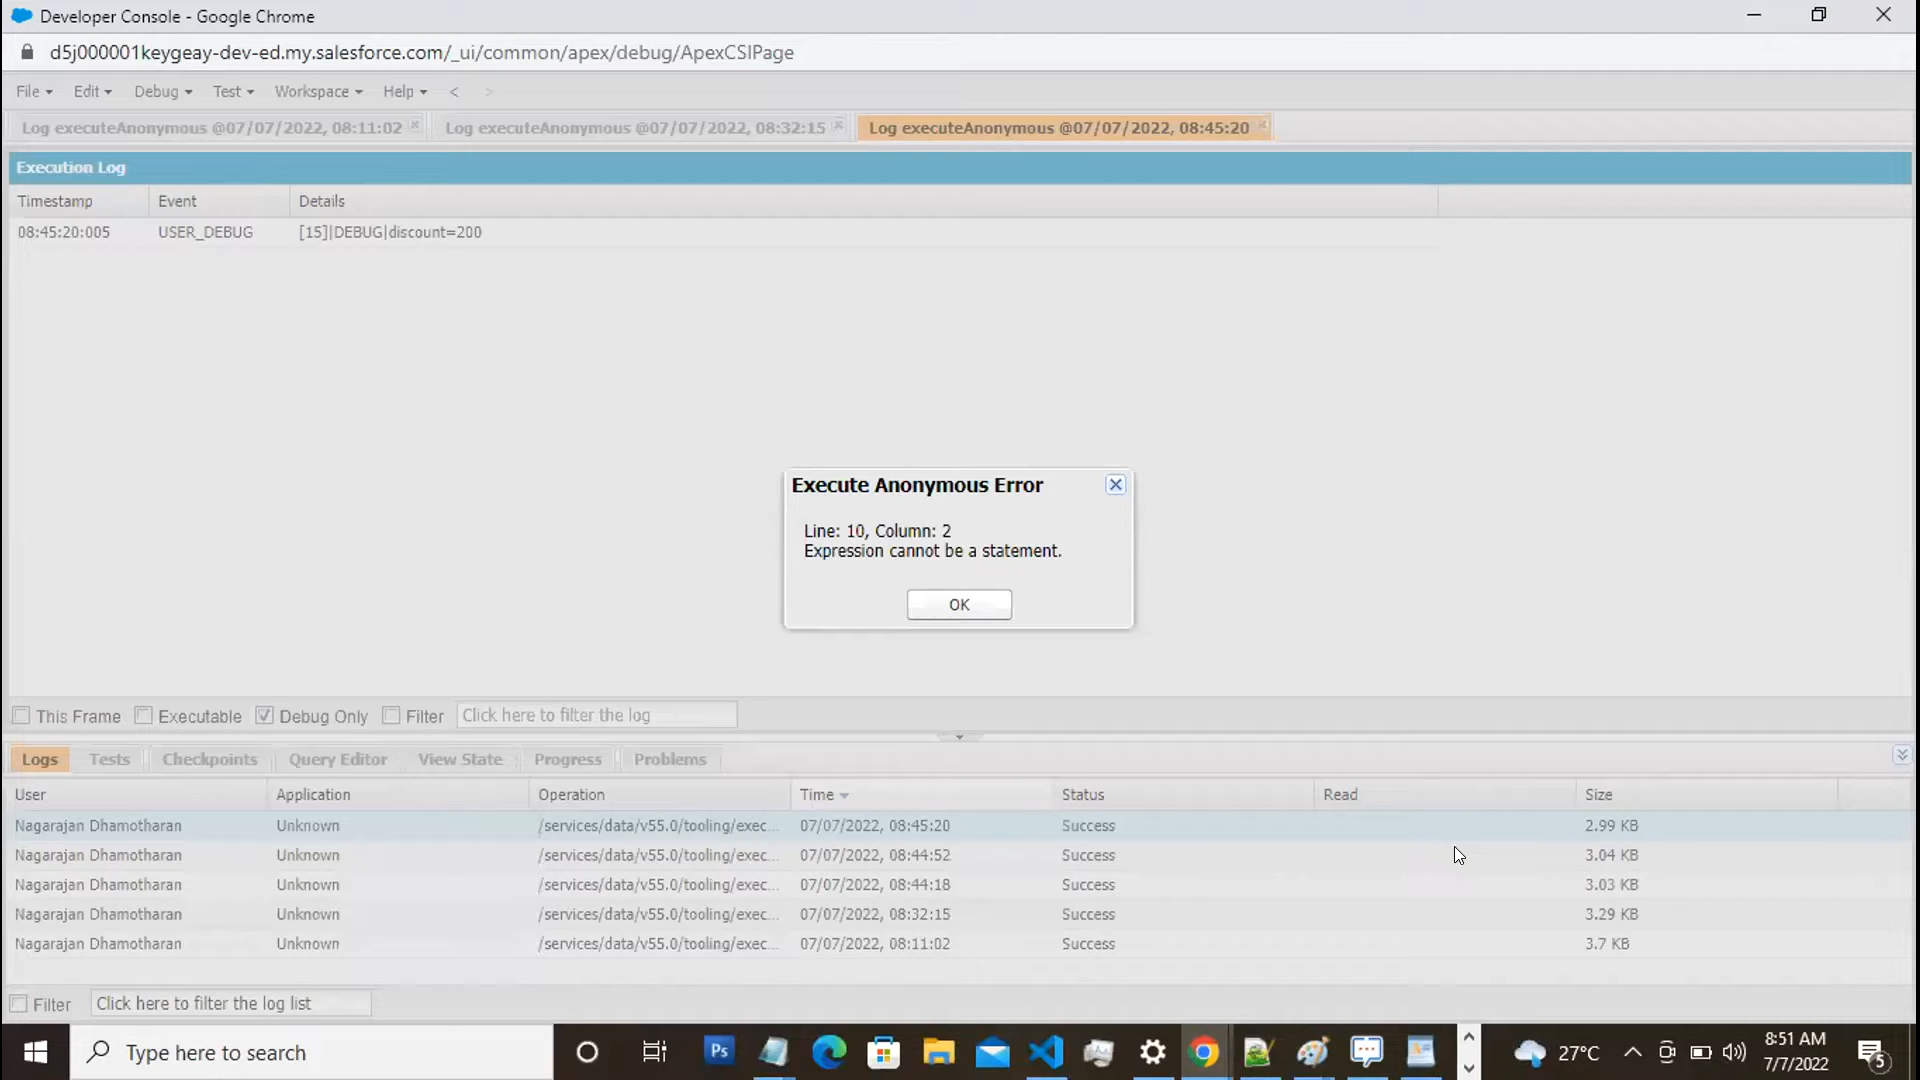 Developer Console - Google Chrome
d5j000001keygeay-dev-ed.my.salesforce.com/_ui/common/apex/debug/ApexCSIPage
File Edit Debug Test Workspace Help < >
Log executeAnonymous @07/07/2022, 08:11:02 Log executeAnonymous @07/07/2022, 08:32:15 Log executeAnonymous @07/07/2022, 08:45:20
Execution Log
Timestamp Event Details
08:45:20:005 USER_DEBUG [15]|DEBUG|discount=200
Execute Anonymous Error
Line: 10, Column: 2
Expression cannot be a statement.
OK
This Frame Executable Debug Only Filter Click here to filter the log
Logs Tests Checkpoints Query Editor View State Progress Problems
User Application Operation Time Status Read Size
Nagarajan Dhamotharan Unknown /services/data/v55.0/tooling/exec... 07/07/2022, 08:45:20 Success 2.99 KB
Nagarajan Dhamotharan Unknown /services/data/v55.0/tooling/exec... 07/07/2022, 08:44:52 Success 3.04 KB
Nagarajan Dhamotharan Unknown /services/data/v55.0/tooling/exec... 07/07/2022, 08:44:18 Success 3.03 KB
Nagarajan Dhamotharan Unknown /services/data/v55.0/tooling/exec... 07/07/2022, 08:32:15 Success 3.29 KB
Nagarajan Dhamotharan Unknown /services/data/v55.0/tooling/exec... 07/07/2022, 08:11:02 Success 3.7 KB
Filter Click here to filter the log list
Type here to search Ps 27°C 8:51 AM
7/7/2022 5